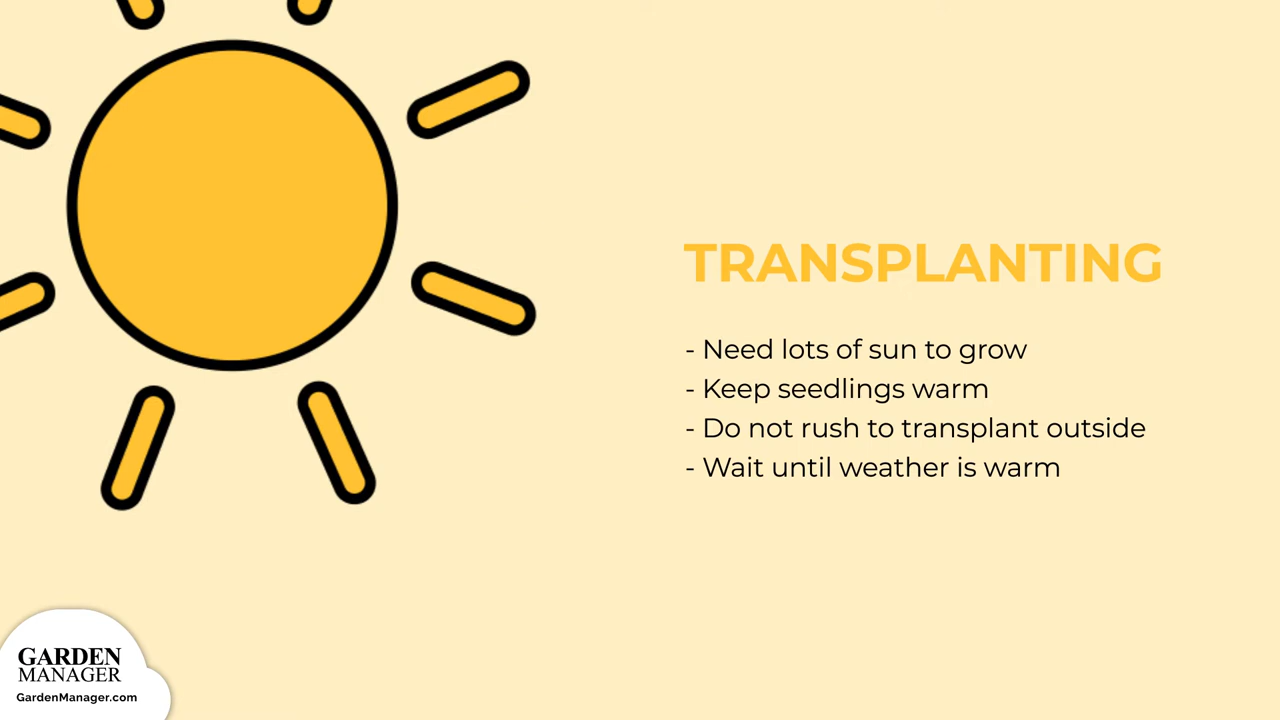 TRANSPLANTING
- Need lots of sun to grow
- Keep seedlings warm
- Do not rush to transplant outside
- Wait until weather is warm
GARDEN
MANAGER
GardenManager.com